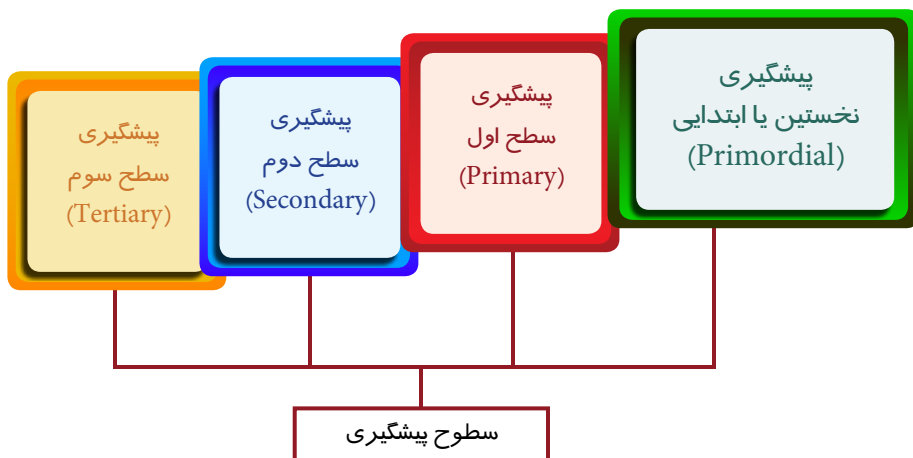 پیشگیری
نخستین یا ابتدایی
(Primordial)
پیشگیری
سطح اول
(Primary)
پیشگیری
سطح دوم
(Secondary)
پیشگیری
سطح سوم
(Tertiary)
سطوح پیشگیری